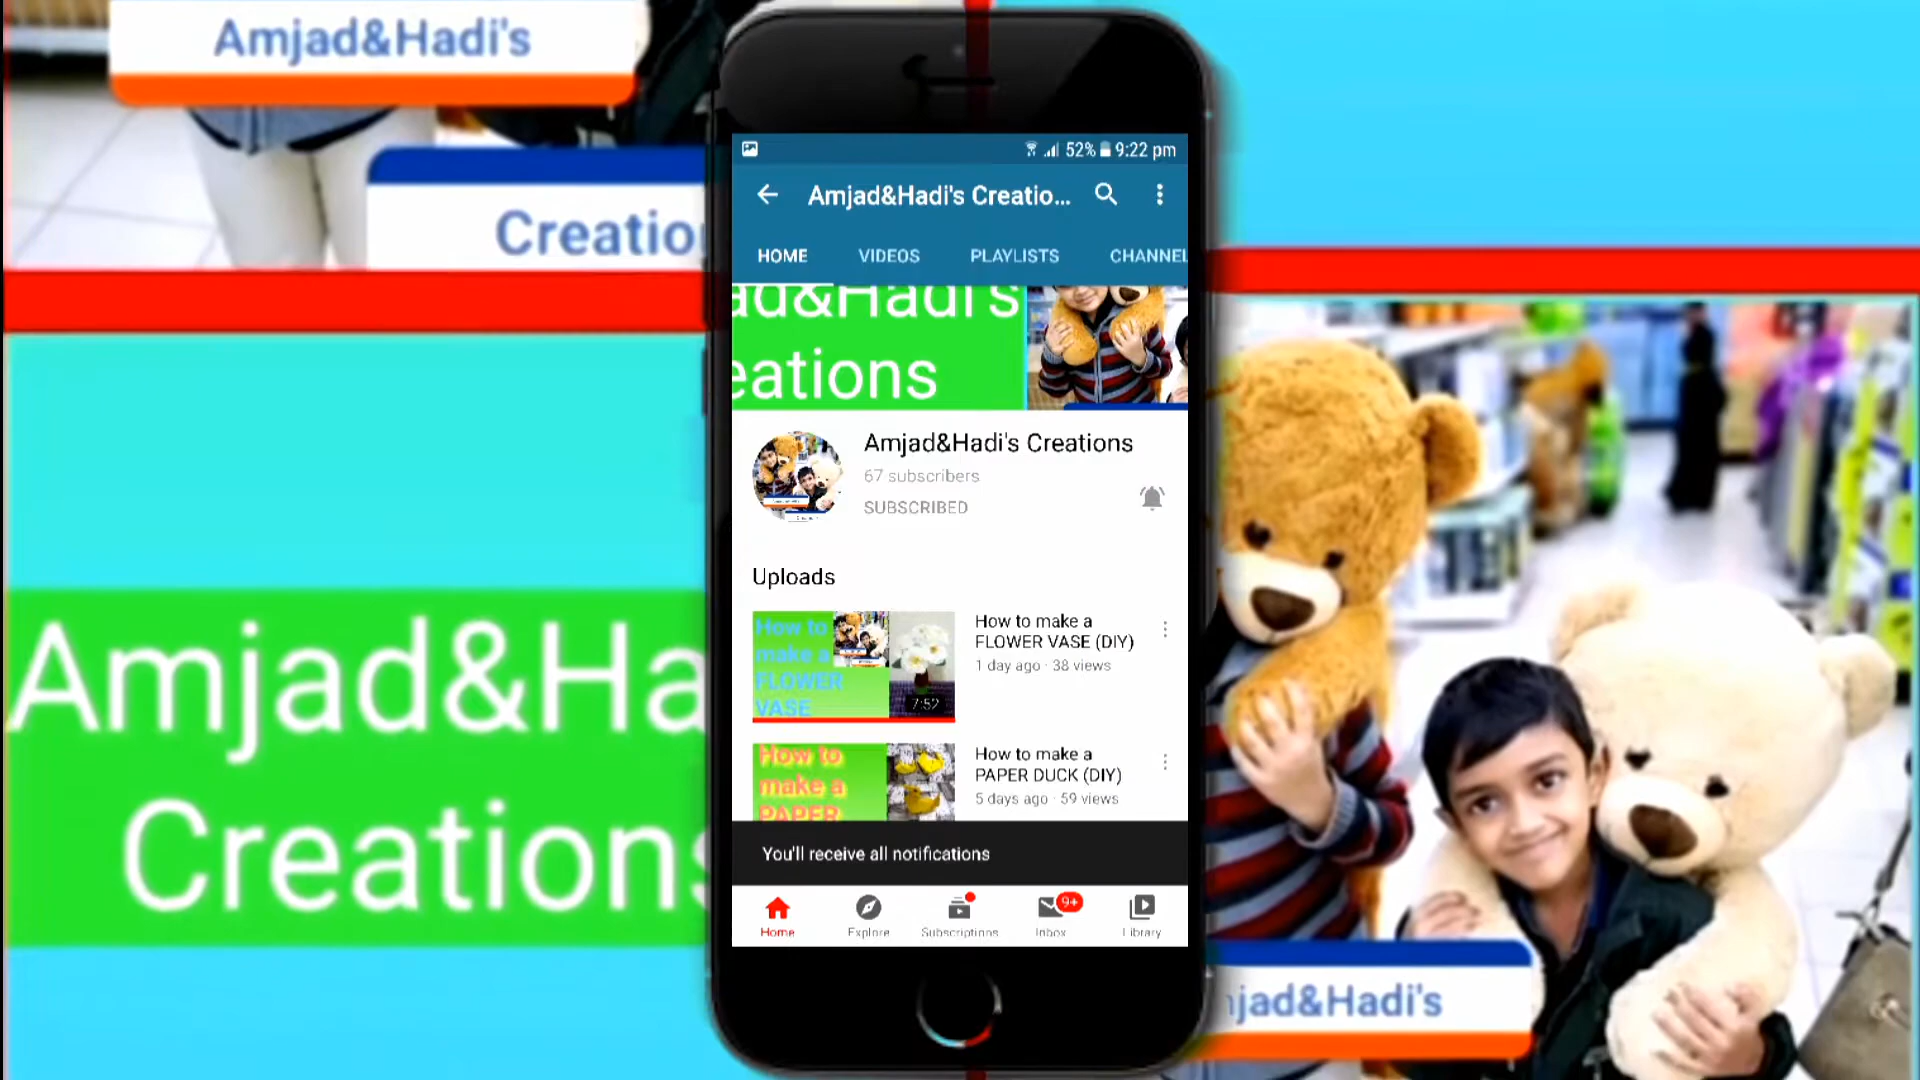 Amjad&Hadi's
Creatio
52% 9:22 pm
Amjad&Hadi's Creatio...
HOME VIDEOS PLAYLISTS CHANNEL
ad&Hadi's
eations
Amjad&Hadi's Creations
67 subscribers
SUBSCRIBED
Uploads
How to
make a
FLOWER
VASE
7:52
How to make a
FLOWER VASE (DIY)
1 day ago · 38 views
How to
make a
PAPER
How to make a
PAPER DUCK (DIY)
5 days ago · 59 views
You'll receive all notifications
9+
Home Explore Subscriptions Inbox Library
Amjad&Ha
Creations
jad&Hadi's